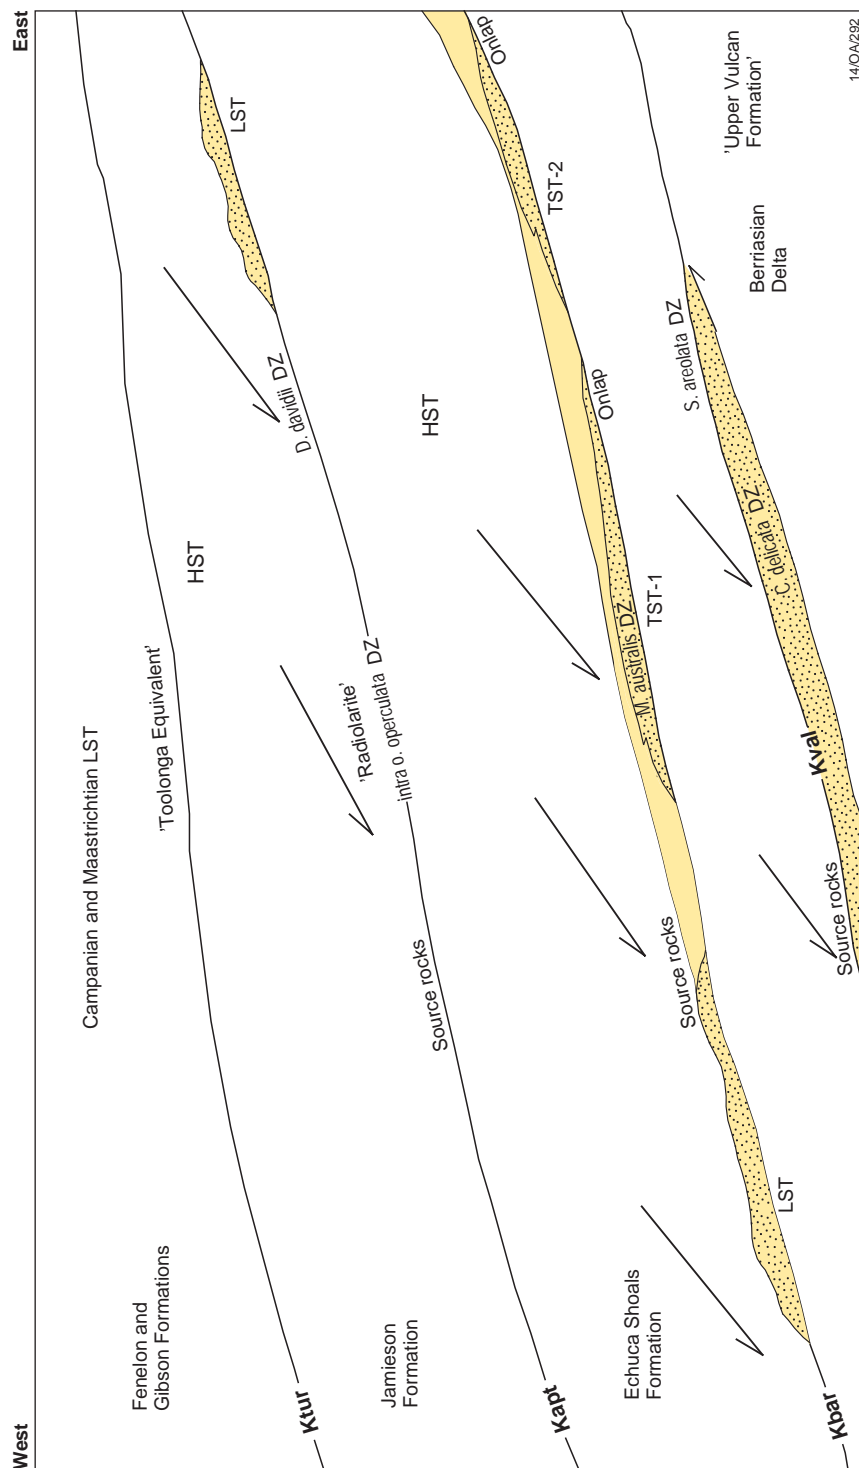 West
East
Campanian and Maastrichtian LST
Fenelon and
Gibson Formations
'Toolonga Equivalent'
HST
LST
Ktur
Jamieson
Formation
Source rocks
'Radiolarite'
intra o. operculata DZ
D. davidii DZ
HST
Kapt
Echuca Shoals
Formation
Source rocks
M. australis DZ
TST-1
Onlap
TST-2
Onlap
LST
Kbar
Source rocks
Kval
C. delicata DZ
S. areolata DZ
Berriasian
Delta
'Upper Vulcan
Formation'
14/OA/292